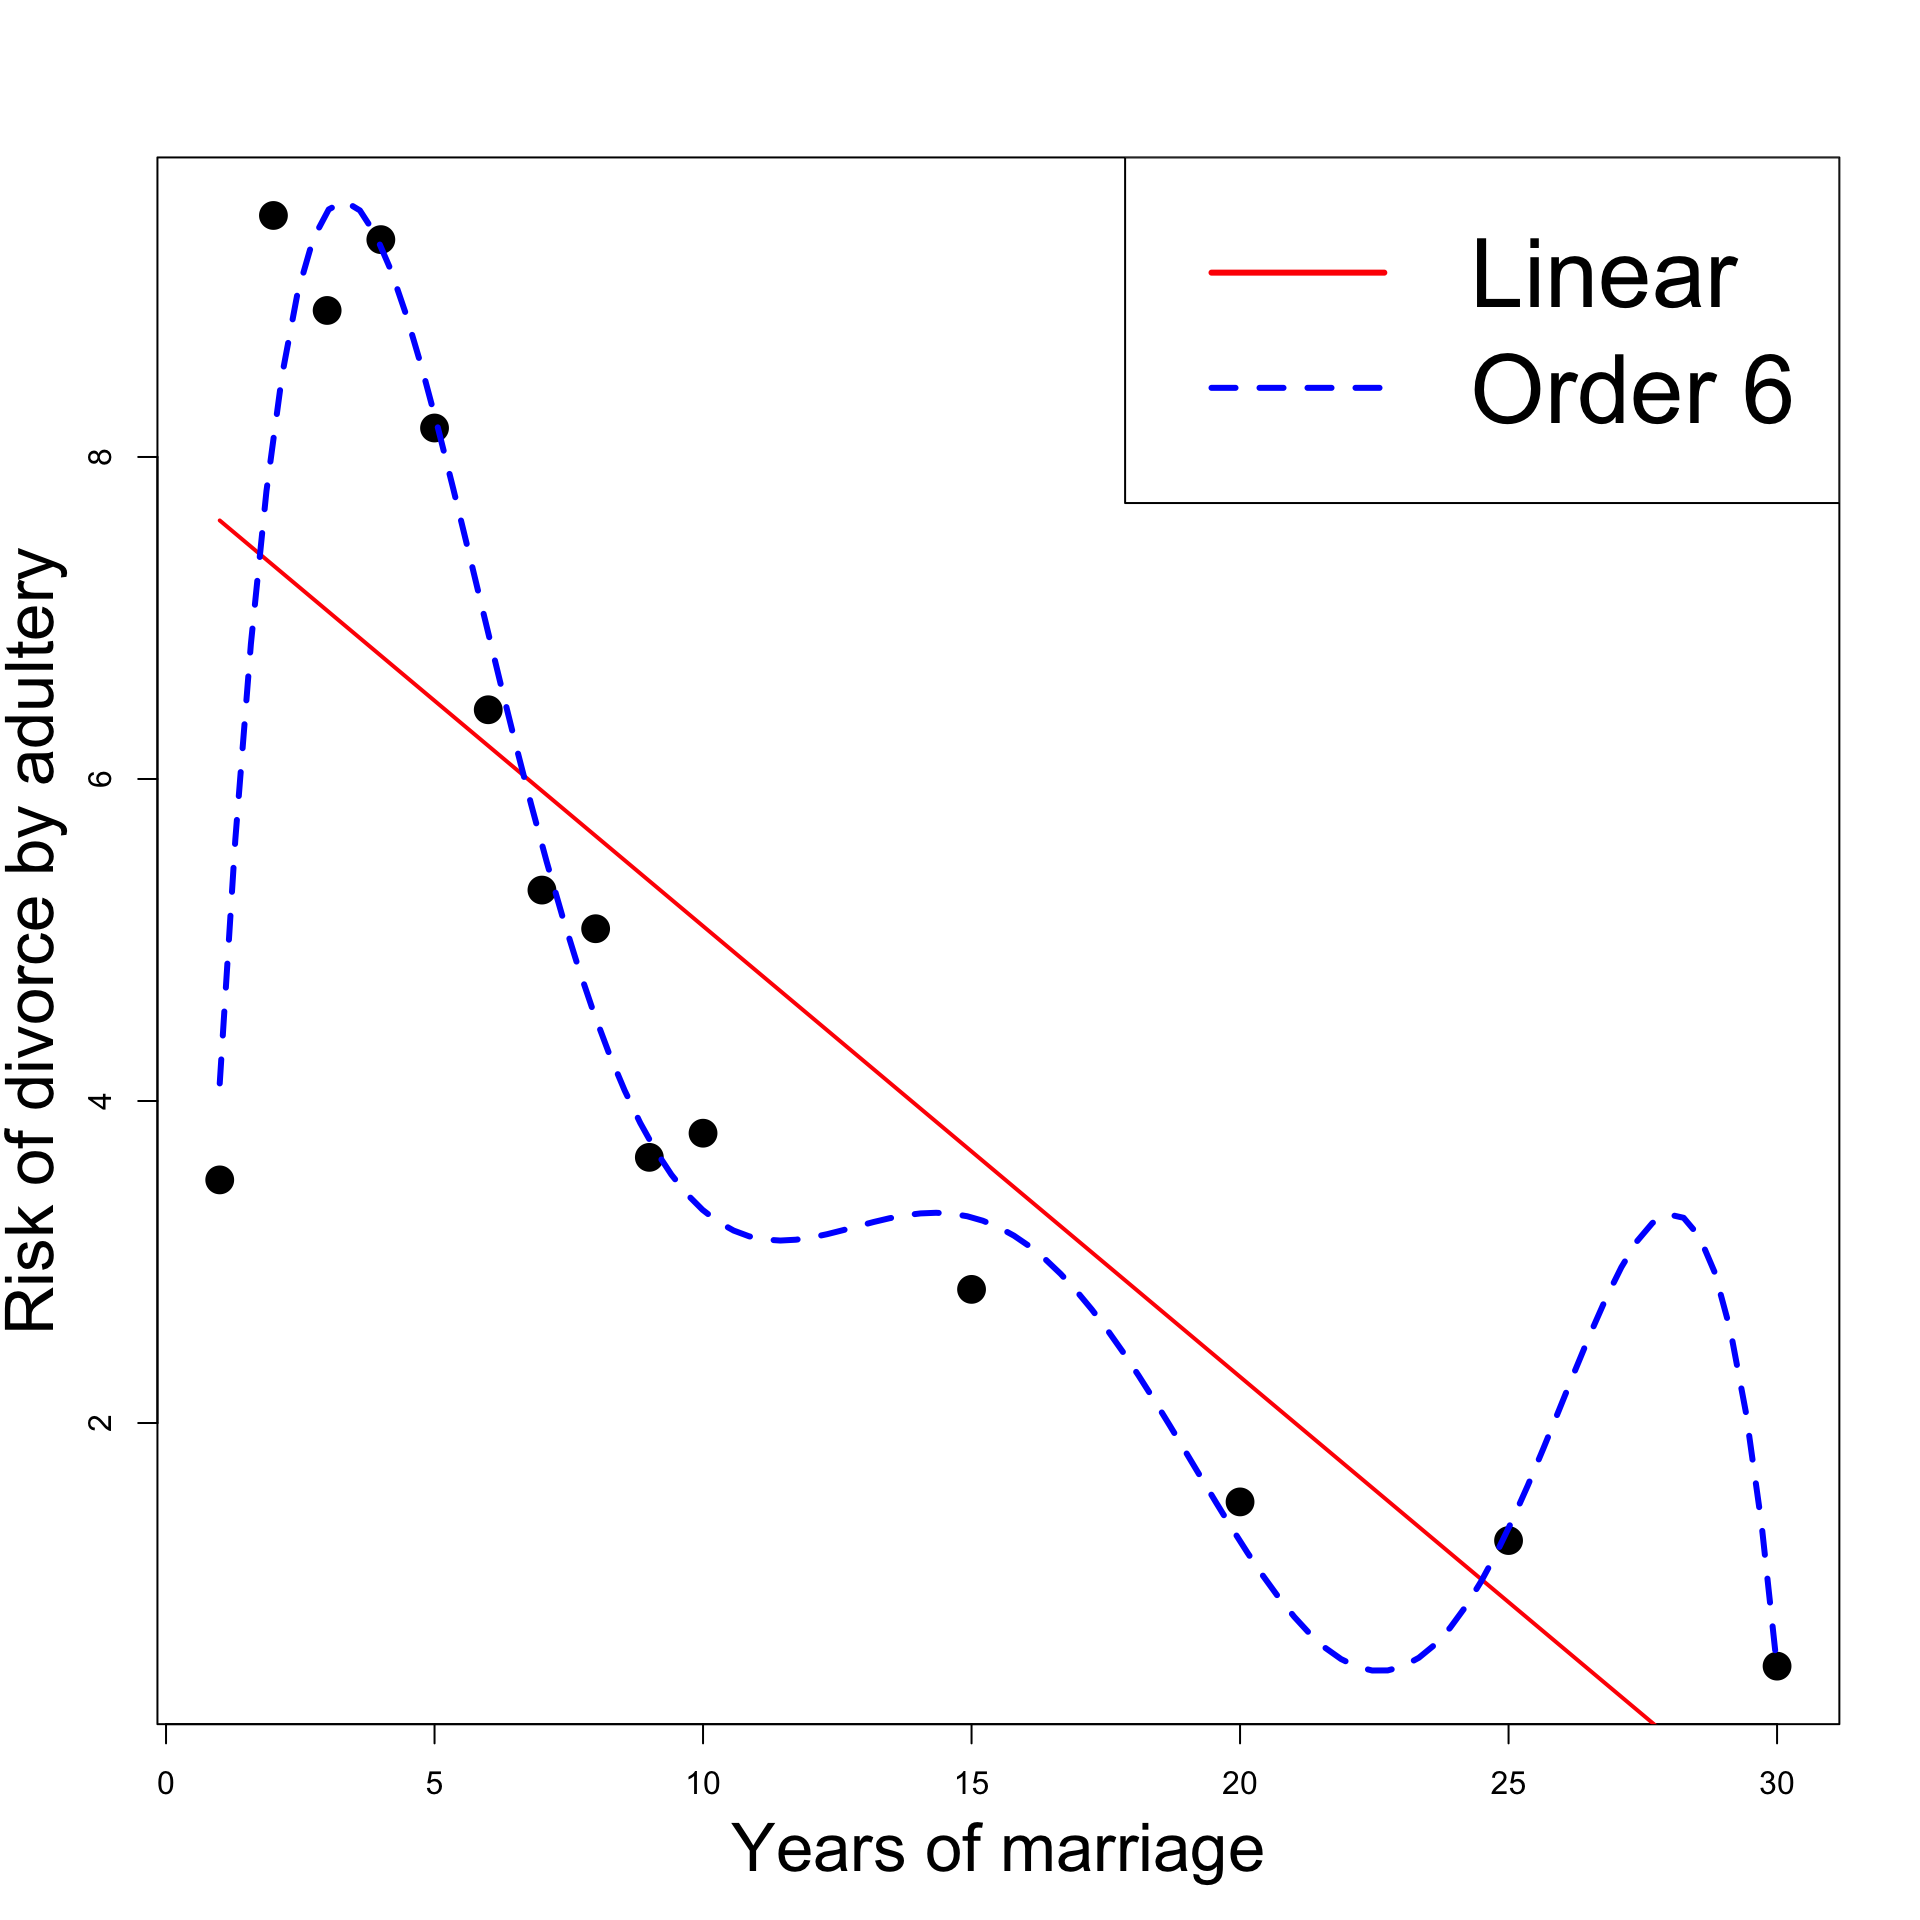 Linear
Order 6
Risk of divorce by adultery
8
6
4
2
0 5 10 15 20 25 30
Years of marriage